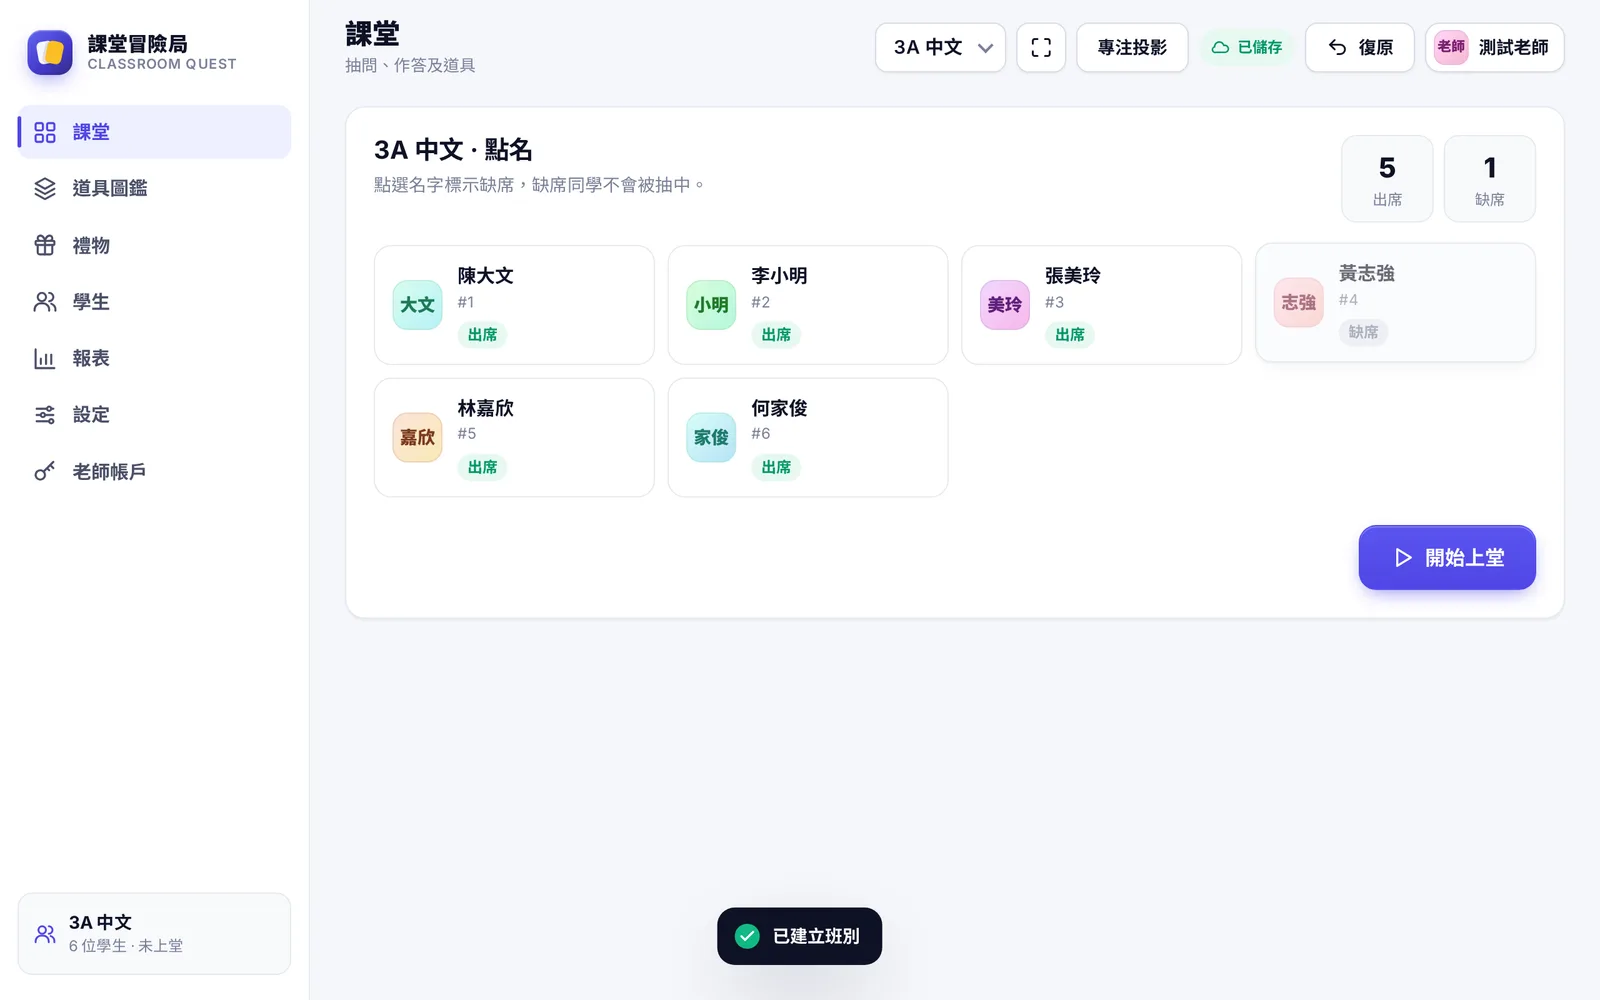 課堂冒險局
CLASSROOM QUEST
課堂
道具圖鑑
禮物
學生
報表
設定
老師帳戶
3A 中文
6 位學生 · 未上堂
課堂
抽問、作答及道具
3A 中文
專注投影
已儲存
復原
老師
測試老師
3A 中文 · 點名
點選名字標示缺席，缺席同學不會被抽中。
5
出席
1
缺席
大文
陳大文
#1
出席
小明
李小明
#2
出席
美玲
張美玲
#3
出席
志強
黃志強
#4
缺席
嘉欣
林嘉欣
#5
出席
家俊
何家俊
#6
出席
開始上堂
已建立班別